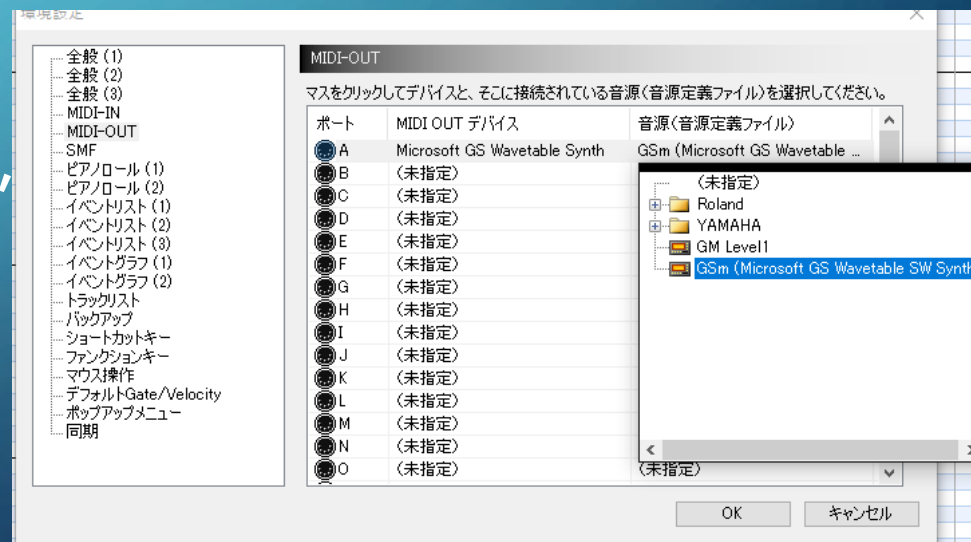 環境設定
全般 (1)
全般 (2)
全般 (3)
MIDI-IN
MIDI-OUT
SMF
ピアノロール (1)
ピアノロール (2)
イベントリスト (1)
イベントリスト (2)
イベントリスト (3)
イベントグラフ (1)
イベントグラフ (2)
トラックリスト
バックアップ
ショートカットキー
ファンクションキー
マウス操作
デフォルトGate/Velocity
ポップアップメニュー
同期
MIDI-OUT
マスをクリックしてデバイスと、そこに接続されている音源(音源定義ファイル)を選択してください。
ポート MIDI OUT デバイス 音源(音源定義ファイル)
A Microsoft GS Wavetable Synth GSm (Microsoft GS Wavetable ...
B (未指定)
C (未指定)
D (未指定)
E (未指定)
F (未指定)
G (未指定)
H (未指定)
I (未指定)
J (未指定)
K (未指定)
L (未指定)
M (未指定)
N (未指定)
O (未指定) (未指定)
(未指定)
Roland
YAMAHA
GM Level1
GSm (Microsoft GS Wavetable SW Synth
OK キャンセル